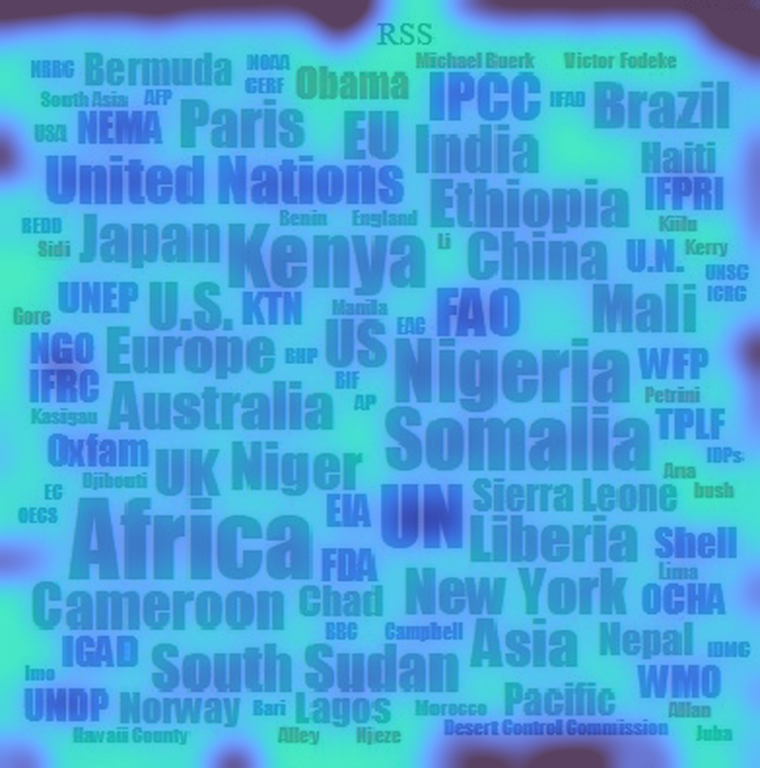 RSS
NRRC Bermuda NOAA Michael Buerk Victor Fodeke
CERF Obama IPCC IFAD Brazil
South Asia AFP
USA NEMA Paris EU India Haiti
United Nations Ethiopia IFPRI
REDD Benin England Kiilu
Sidi Japan Kenya Li China U.N. Kerry
UNSG
Gore UNEP U.S. KTN Manila FAO Mali ICRC
EAC
NGO Europe BHP US Nigeria WFP
IFRC BIF Petrini
Kasigau Australia AP Somalia TPLF
Oxfam IDPs
Djibouti UK Niger Ana
EC Sierra Leone bush
OECS Africa EIA UN Liberia Shell
FDA Lima
Cameroon Chad New York OCHA
BBC Campbell
IGAD Asia Nepal IDMC
Imo South Sudan WMO
UNDP Norway Bari Lagos Morocco Pacific Allan
Hawaii County Alley Njeze Desert Control Commission Juba